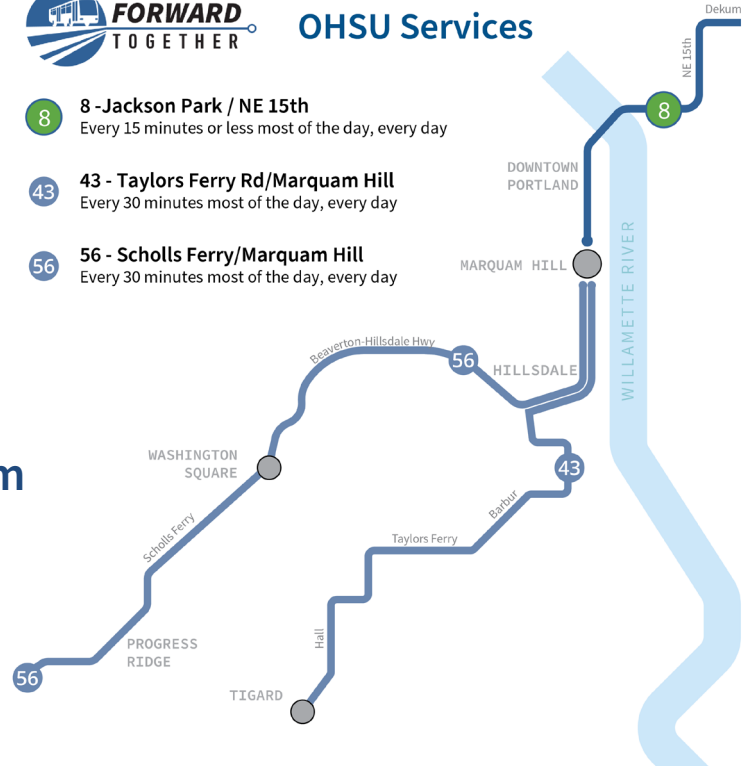 FORWARD
TOGETHER
OHSU Services
Dekum
NE 15th
8
8 -Jackson Park / NE 15th
Every 15 minutes or less most of the day, every day
8
43
43 - Taylors Ferry Rd/Marquam Hill
Every 30 minutes most of the day, every day
DOWNTOWN
PORTLAND
56
56 - Scholls Ferry/Marquam Hill
Every 30 minutes most of the day, every day
MARQUAM HILL
WILLAMETTE RIVER
Beaverton-Hillsdale Hwy
56
HILLSDALE
WASHINGTON
SQUARE
m
43
Barbur
Scholls Ferry
Taylors Ferry
Hall
PROGRESS
RIDGE
56
TIGARD